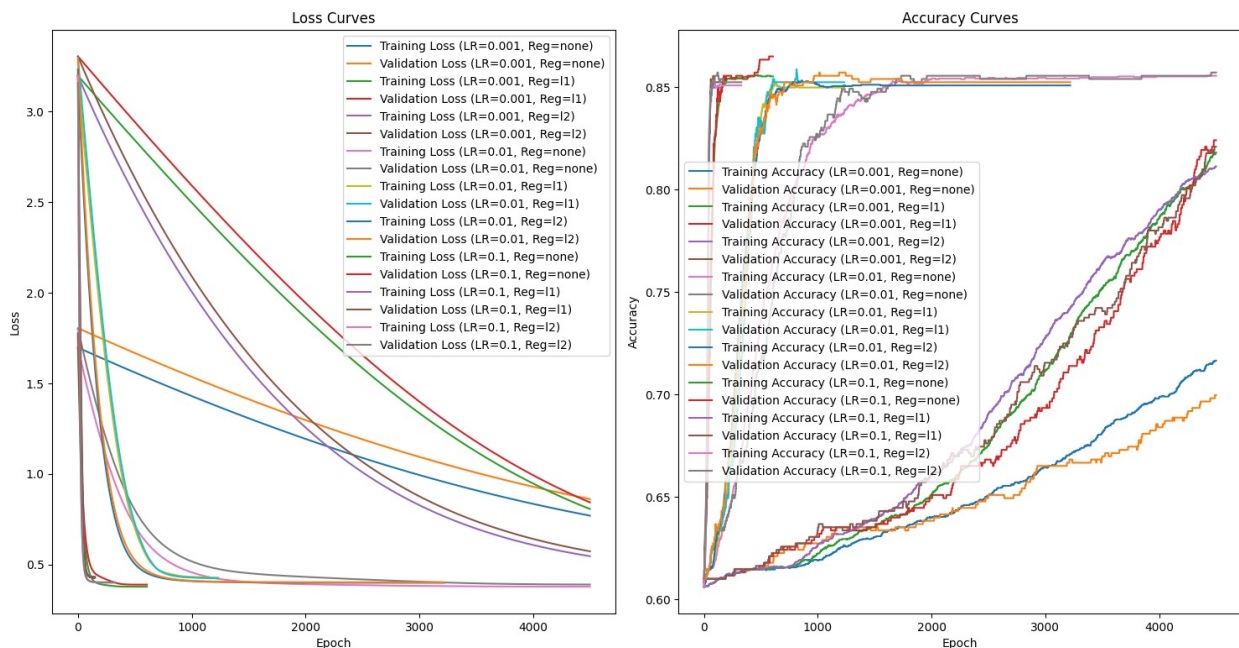 Loss Curves
Loss
3.0
2.5
2.0
1.5
1.0
0.5
0
1000
2000
3000
4000
Epoch
Training Loss (LR=0.001, Reg=none)
Validation Loss (LR=0.001, Reg=none)
Training Loss (LR=0.001, Reg=l1)
Validation Loss (LR=0.001, Reg=l1)
Training Loss (LR=0.001, Reg=l2)
Validation Loss (LR=0.001, Reg=l2)
Training Loss (LR=0.01, Reg=none)
Validation Loss (LR=0.01, Reg=none)
Training Loss (LR=0.01, Reg=l1)
Validation Loss (LR=0.01, Reg=l1)
Training Loss (LR=0.01, Reg=l2)
Validation Loss (LR=0.01, Reg=l2)
Training Loss (LR=0.1, Reg=none)
Validation Loss (LR=0.1, Reg=none)
Training Loss (LR=0.1, Reg=l1)
Validation Loss (LR=0.1, Reg=l1)
Training Loss (LR=0.1, Reg=l2)
Validation Loss (LR=0.1, Reg=l2)
Accuracy Curves
Accuracy
0.85
0.80
0.75
0.70
0.65
0.60
0
1000
2000
3000
4000
Epoch
Training Accuracy (LR=0.001, Reg=none)
Validation Accuracy (LR=0.001, Reg=none)
Training Accuracy (LR=0.001, Reg=l1)
Validation Accuracy (LR=0.001, Reg=l1)
Training Accuracy (LR=0.001, Reg=l2)
Validation Accuracy (LR=0.001, Reg=l2)
Training Accuracy (LR=0.01, Reg=none)
Validation Accuracy (LR=0.01, Reg=none)
Training Accuracy (LR=0.01, Reg=l1)
Validation Accuracy (LR=0.01, Reg=l1)
Training Accuracy (LR=0.01, Reg=l2)
Validation Accuracy (LR=0.01, Reg=l2)
Training Accuracy (LR=0.1, Reg=none)
Validation Accuracy (LR=0.1, Reg=none)
Training Accuracy (LR=0.1, Reg=l1)
Validation Accuracy (LR=0.1, Reg=l1)
Training Accuracy (LR=0.1, Reg=l2)
Validation Accuracy (LR=0.1, Reg=l2)